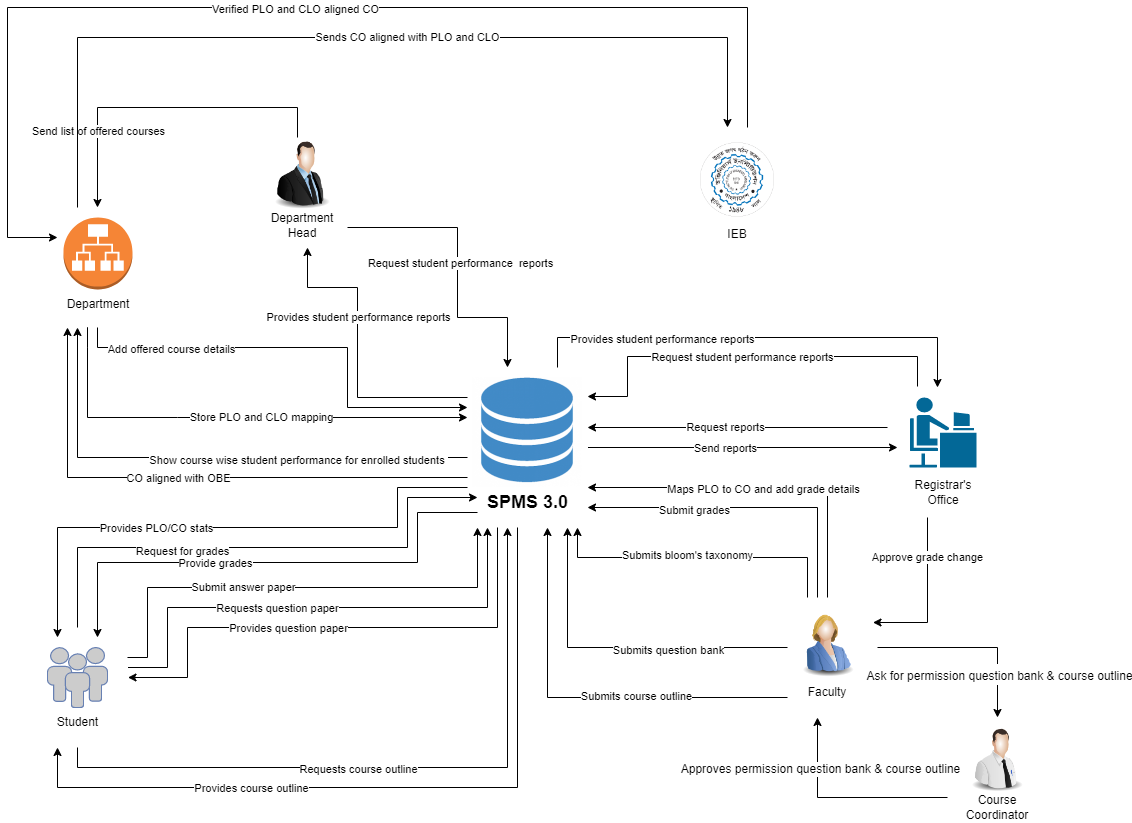 Verified PLO and CLO aligned CO
Sends CO aligned with PLO and CLO
Send list of offered courses
Department
Head
IEB
Request student performance  reports
Department
Provides student performance reports
Provides student performance reports
Add offered course details
Request student performance reports
Store PLO and CLO mapping
Request reports
Send reports
Show course wise student performance for enrolled students
CO aligned with OBE
Registrar's
Office
Maps PLO to CO and add grade details
SPMS 3.0
Submit grades
Provides PLO/CO stats
Request for grades
Provide grades
Submits bloom's taxonomy
Approve grade change
Submit answer paper
Requests question paper
Provides question paper
Submits question bank
Ask for permission question bank & course outline
Faculty
Submits course outline
Student
Requests course outline
Approves permission question bank & course outline
Provides course outline
Course
Coordinator